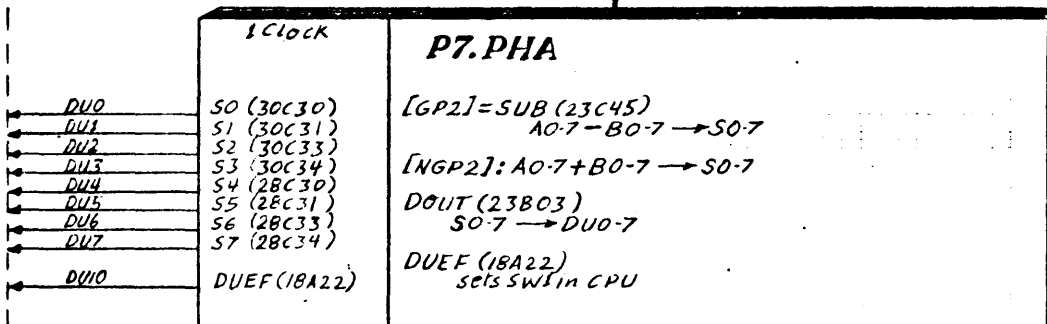 1 Clock
P7.PHA
DU0
DU1
DU2
DU3
DU4
DU5
DU6
DU7
DU10
S0 (30C30)
S1 (30C31)
S2 (30C33)
S3 (30C34)
S4 (28C30)
S5 (28C31)
S6 (28C33)
S7 (28C34)
DUEF (18A22)
[GP2]=SUB (23C45)
A0-7-B0-7→S0-7
[NGP2]: A0-7+B0-7→S0-7
DOUT (23B03)
S0-7→DU0-7
DUEF (18A22)
sets SW1 in CPU